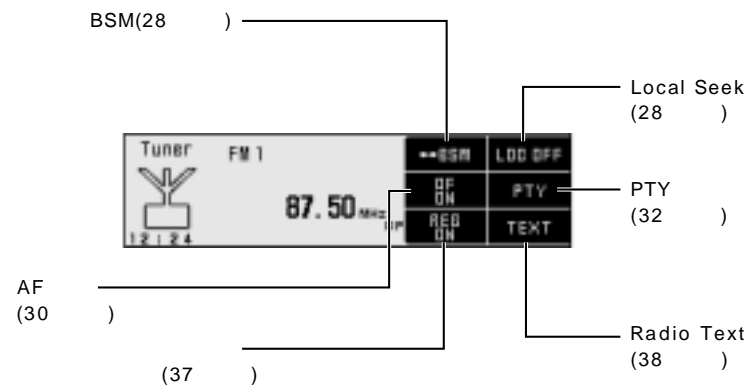 BSM(28 )
Local Seek
(28 )
Tuner
FM 1
BSM
LOC OFF
87.50 MHz
AF
ON
PTY
REG
ON
TEXT
12:24
PTY
(32 )
AF
(30 )
(37 )
Radio Text
(38 )